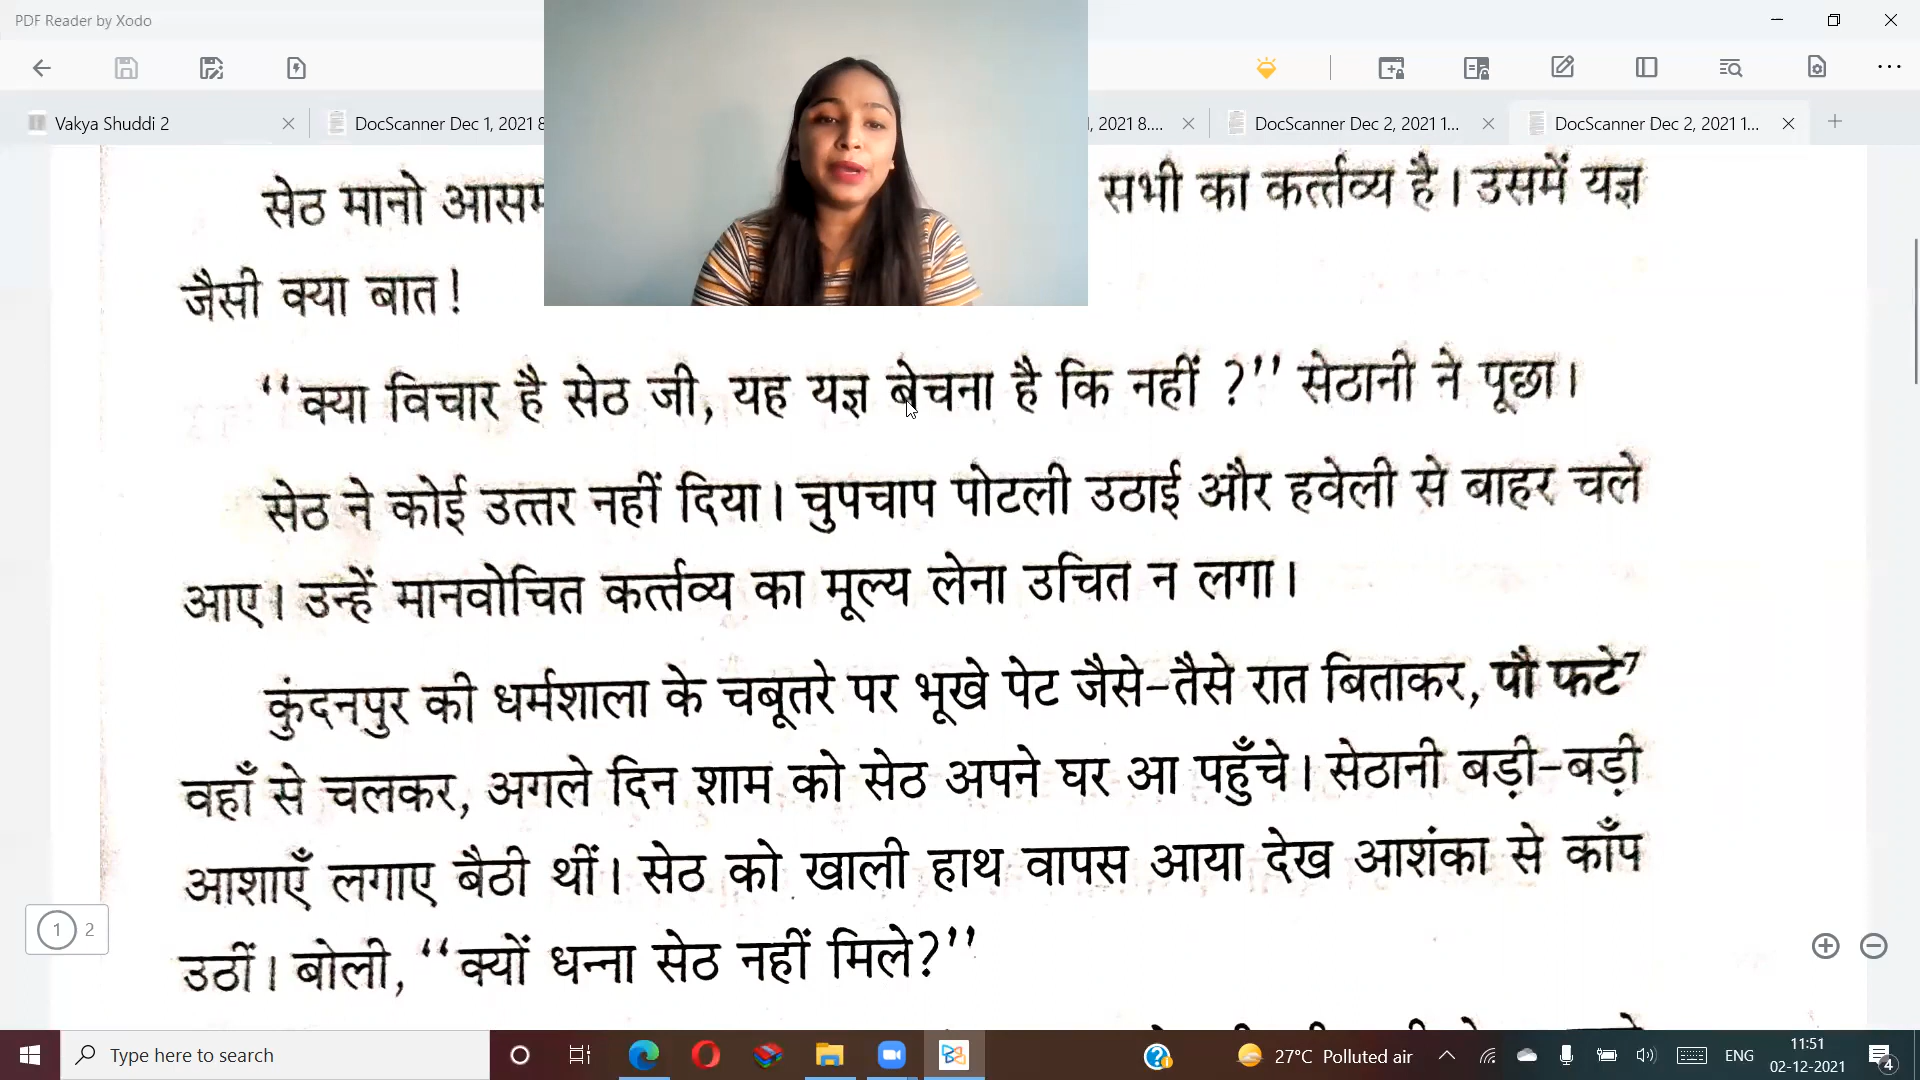 PDF Reader by Xodo
Vakya Shuddi 2
DocScanner Dec 1, 2021 8
, 2021 8....
DocScanner Dec 2, 2021 1...
DocScanner Dec 2, 2021 1...
सेठ मानो सभी का कर्त्तव्य है। उसमें यज्ञ
जैसी क्या बात!
“क्या विचार है सेठ जी, यह यज्ञ बेचना है कि नहीं ?” सेठानी ने पूछा।
सेठ ने कोई उत्तर नहीं दिया। चुपचाप पोटली उठाई और हवेली से बाहर चले
आए। उन्हें मानवोचित कर्त्तव्य का मूल्य लेना उचित न लगा।
कुंदनपुर की धर्मशाला के चबूतरे पर भूखे पेट जैसे-तैसे रात बिताकर, पौ फटे7
वहाँ से चलकर, अगले दिन शाम को सेठ अपने घर आ पहुँचे। सेठानी बड़ी-बड़ी
आशाएँ लगाए बैठी थीं। सेठ को खाली हाथ वापस आया देख आशंका से काँप
उठीं। बोली, “क्यों धन्ना सेठ नहीं मिले?”
1 2
Type here to search
27°C Polluted air
ENG
11:51
02-12-2021
4